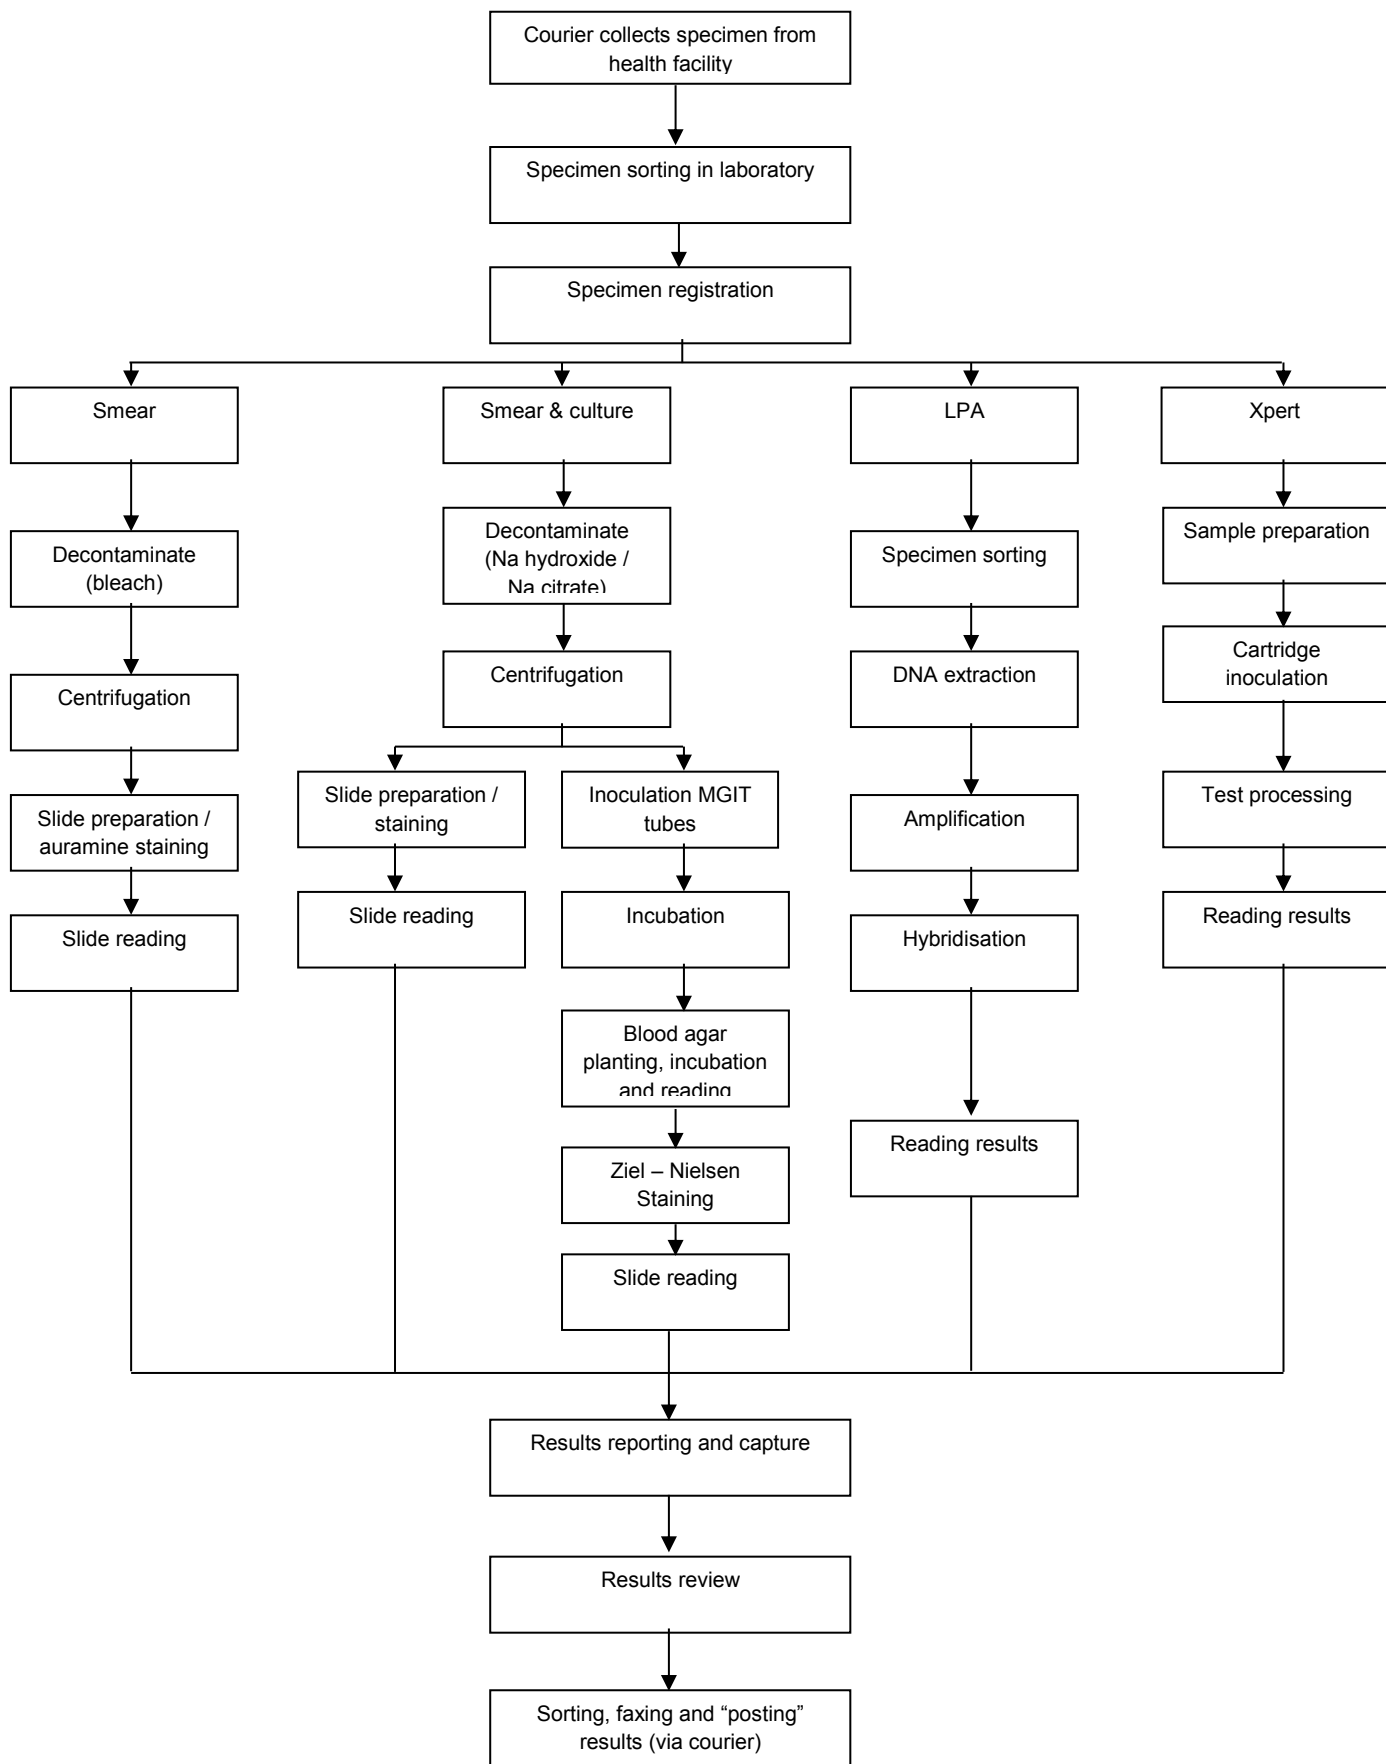 Courier collects specimen from
health facility
Specimen sorting in laboratory
Specimen registration
Smear
Smear & culture
LPA
Xpert
Decontaminate
(bleach)
Decontaminate
(Na hydroxide /
Na citrate)
Specimen sorting
Sample preparation
Centrifugation
Centrifugation
DNA extraction
Cartridge
inoculation
Slide preparation /
auramine staining
Slide preparation /
staining
Inoculation MGIT
tubes
Amplification
Test processing
Slide reading
Slide reading
Incubation
Hybridisation
Reading results
Blood agar
planting, incubation
and reading
Reading results
Ziel – Nielsen
Staining
Slide reading
Results reporting and capture
Results review
Sorting, faxing and “posting”
results (via courier)